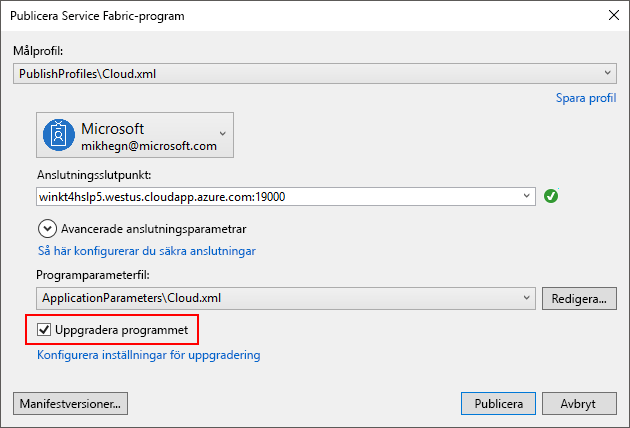 Publicera Service Fabric-program
Målprofil:
PublishProfiles\Cloud.xml
Spara profil
Microsoft
mikhegn@microsoft.com
Anslutningsslutpunkt:
winkt4hslp5.westus.cloudapp.azure.com:19000
Avancerade anslutningsparametrar
Så här konfigurerar du säkra anslutningar
Programparameterfil:
ApplicationParameters\Cloud.xml
Redigera...
Uppgradera programmet
Konfigurera inställningar för uppgradering
Manifestversioner...
Publicera
Avbryt